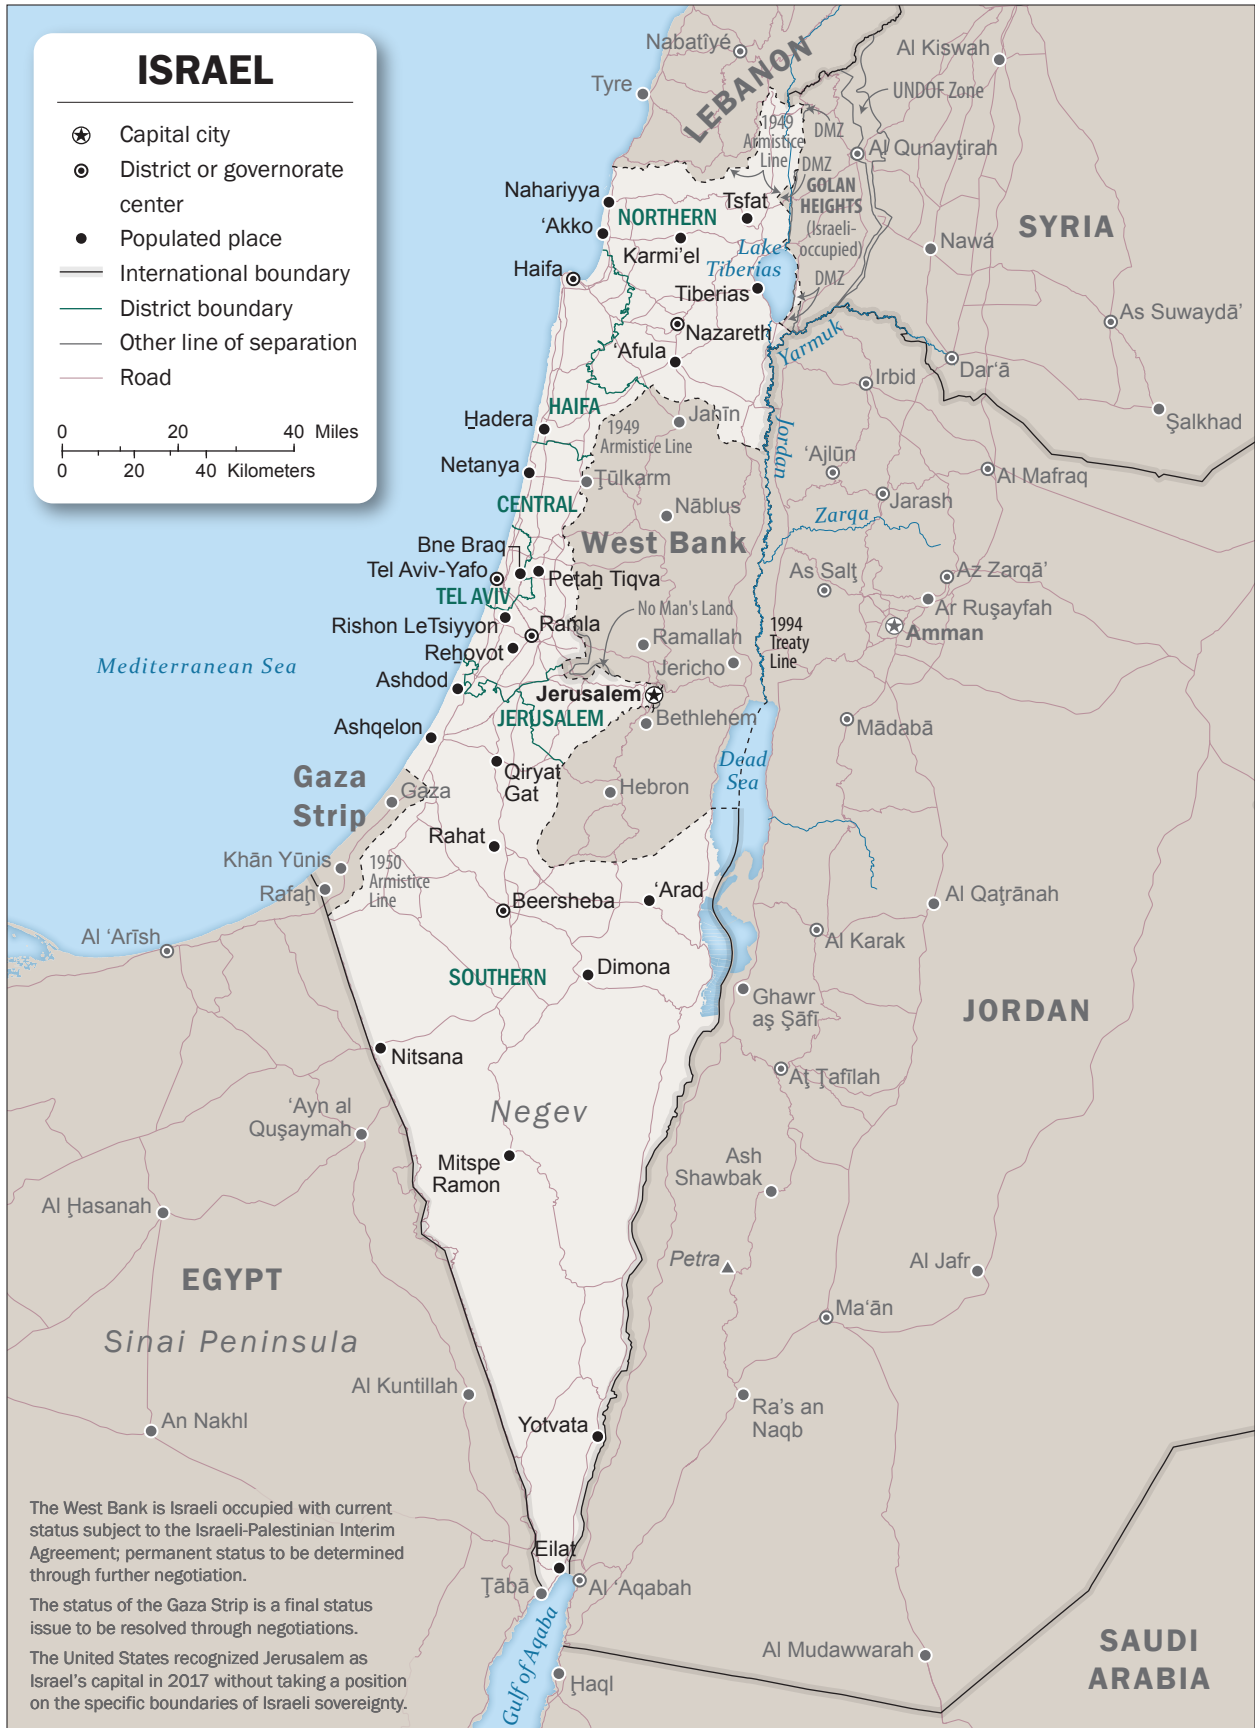 ISRAEL
Capital city
District or governorate
center
Populated place
International boundary
District boundary
Other line of separation
Road
0 20 40 Miles
0 20 40 Kilometers
Nabatîyé
Tyre
LEBANON
Al Kiswah
UNDOF Zone
1949
Armistice
Line
DMZ
Al Qunayţirah
DMZ
GOLAN
HEIGHTS
(Israeli-
occupied)
DMZ
SYRIA
Nawá
As Suwaydā’
Nahariyya
‘Akko
NORTHERN
Tsfat
Karmi’el
Lake
Tiberias
Haifa
Tiberias
Nazareth
‘Afula
Yarmuk
Dar‘ā
Irbid
Şalkhad
HAIFA
Ḥadera
1949
Armistice Line
Janīn
Jordan
‘Ajlūn
Al Mafraq
Netanya
Ţūlkarm
Jarash
CENTRAL
Nāblus
Zarqa
West Bank
Bne Braq
Tel Aviv-Yafo
Petaẖ Tiqva
As Salţ
Az Zarqā’
TEL AVIV
No Man's Land
Ar Ruşayfah
Rishon LeTsiyyon
Ramla
Ramallah
1994
Treaty
Line
Amman
Reẖovot
Jericho
Mediterranean Sea
Ashdod
Jerusalem
JERUSALEM
Bethlehem
Mādabā
Ashqelon
Dead
Sea
Gaza
Strip
Gaza
Qiryat
Gat
Hebron
Rahat
Khān Yūnis
1950
Armistice
Line
Rafaḩ
Beersheba
‘Arad
Al Qaţrānah
Al ‘Arīsh
Al Karak
SOUTHERN
Dimona
Ghawr
aş Şāfī
JORDAN
Nitsana
Aţ Ţafīlah
Negev
‘Ayn al
Quşaymah
Mitspe
Ramon
Ash
Shawbak
Al Ḩasanah
Petra
Al Jafr
EGYPT
Ma‘ān
Sinai Peninsula
Al Kuntillah
Ra’s an
Naqb
An Nakhl
Yotvata
The West Bank is Israeli occupied with current
status subject to the Israeli-Palestinian Interim
Agreement; permanent status to be determined
through further negotiation.
The status of the Gaza Strip is a final status
issue to be resolved through negotiations.
The United States recognized Jerusalem as
Israel’s capital in 2017 without taking a position
on the specific boundaries of Israeli sovereignty.
Eilat
Ţābā
Al ‘Aqabah
Gulf of Aqaba
Ḩaql
Al Mudawwarah
SAUDI
ARABIA